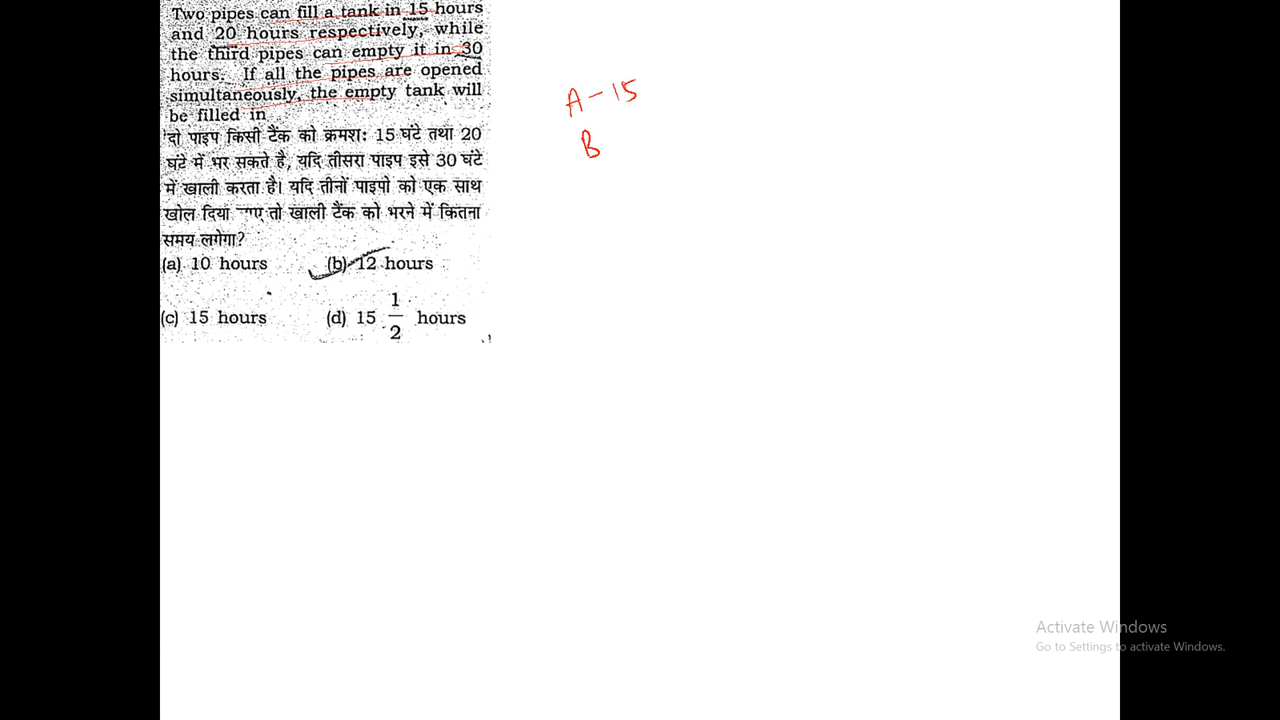 Two pipes can fill a tank in 15 hours
and 20 hours respectively, while
the third pipes can empty it in 30
hours. If all the pipes are opened
simultaneously, the empty tank will
be filled in
दो पाइप किसी टैंक को क्रमशः 15 घंटे तथा 20
घंटे में भर सकते है, यदि तीसरा पाइप इसे 30 घंटे
में खाली करता है। यदि तीनों पाइपो को एक साथ
खोल दिया तो खाली टैंक को भरने में कितना
समय लगेगा?
(a) 10 hours (b) 12 hours
(c) 15 hours (d) 15 1/2 hours
A - 15
B
Activate Windows
Go to Settings to activate Windows.